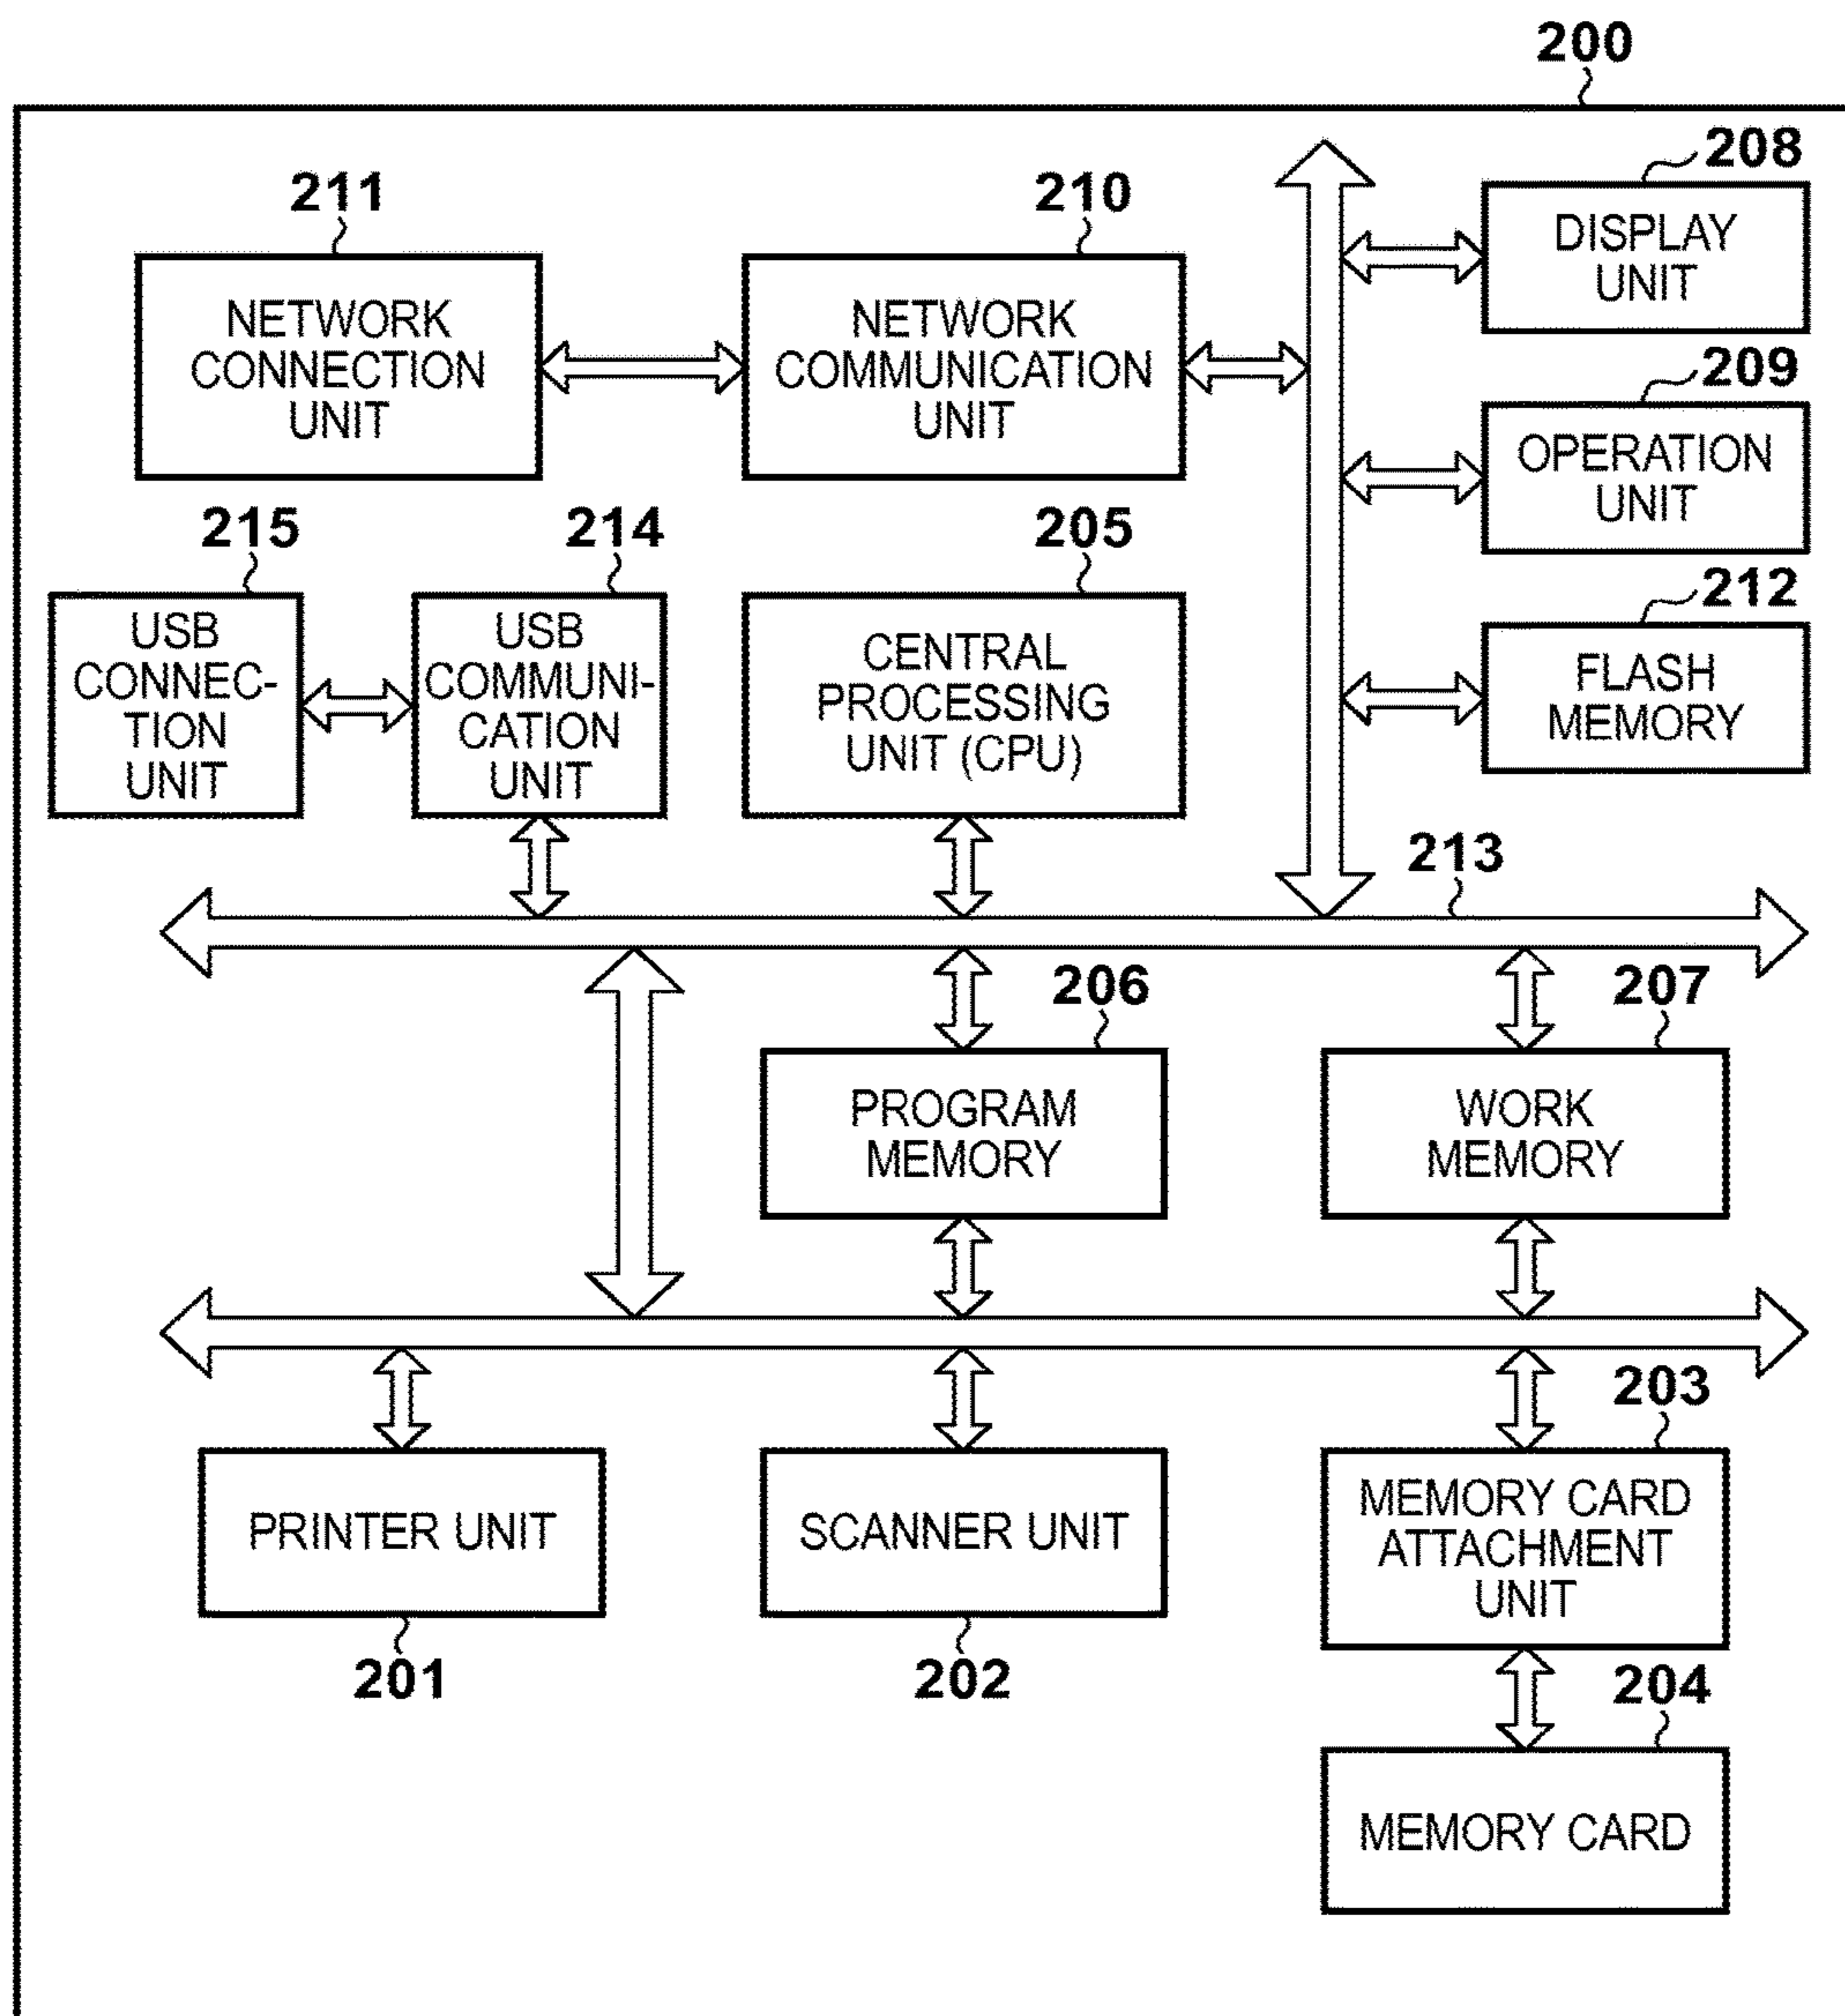 200
208
DISPLAY
UNIT
211
NETWORK
CONNECTION
UNIT
210
NETWORK
COMMUNICATION
UNIT
209
OPERATION
UNIT
215
USB
CONNEC-
TION
UNIT
214
USB
COMMUNI-
CATION
UNIT
205
CENTRAL
PROCESSING
UNIT (CPU)
212
FLASH
MEMORY
213
206
PROGRAM
MEMORY
207
WORK
MEMORY
PRINTER UNIT
201
SCANNER UNIT
202
203
MEMORY CARD
ATTACHMENT
UNIT
204
MEMORY CARD